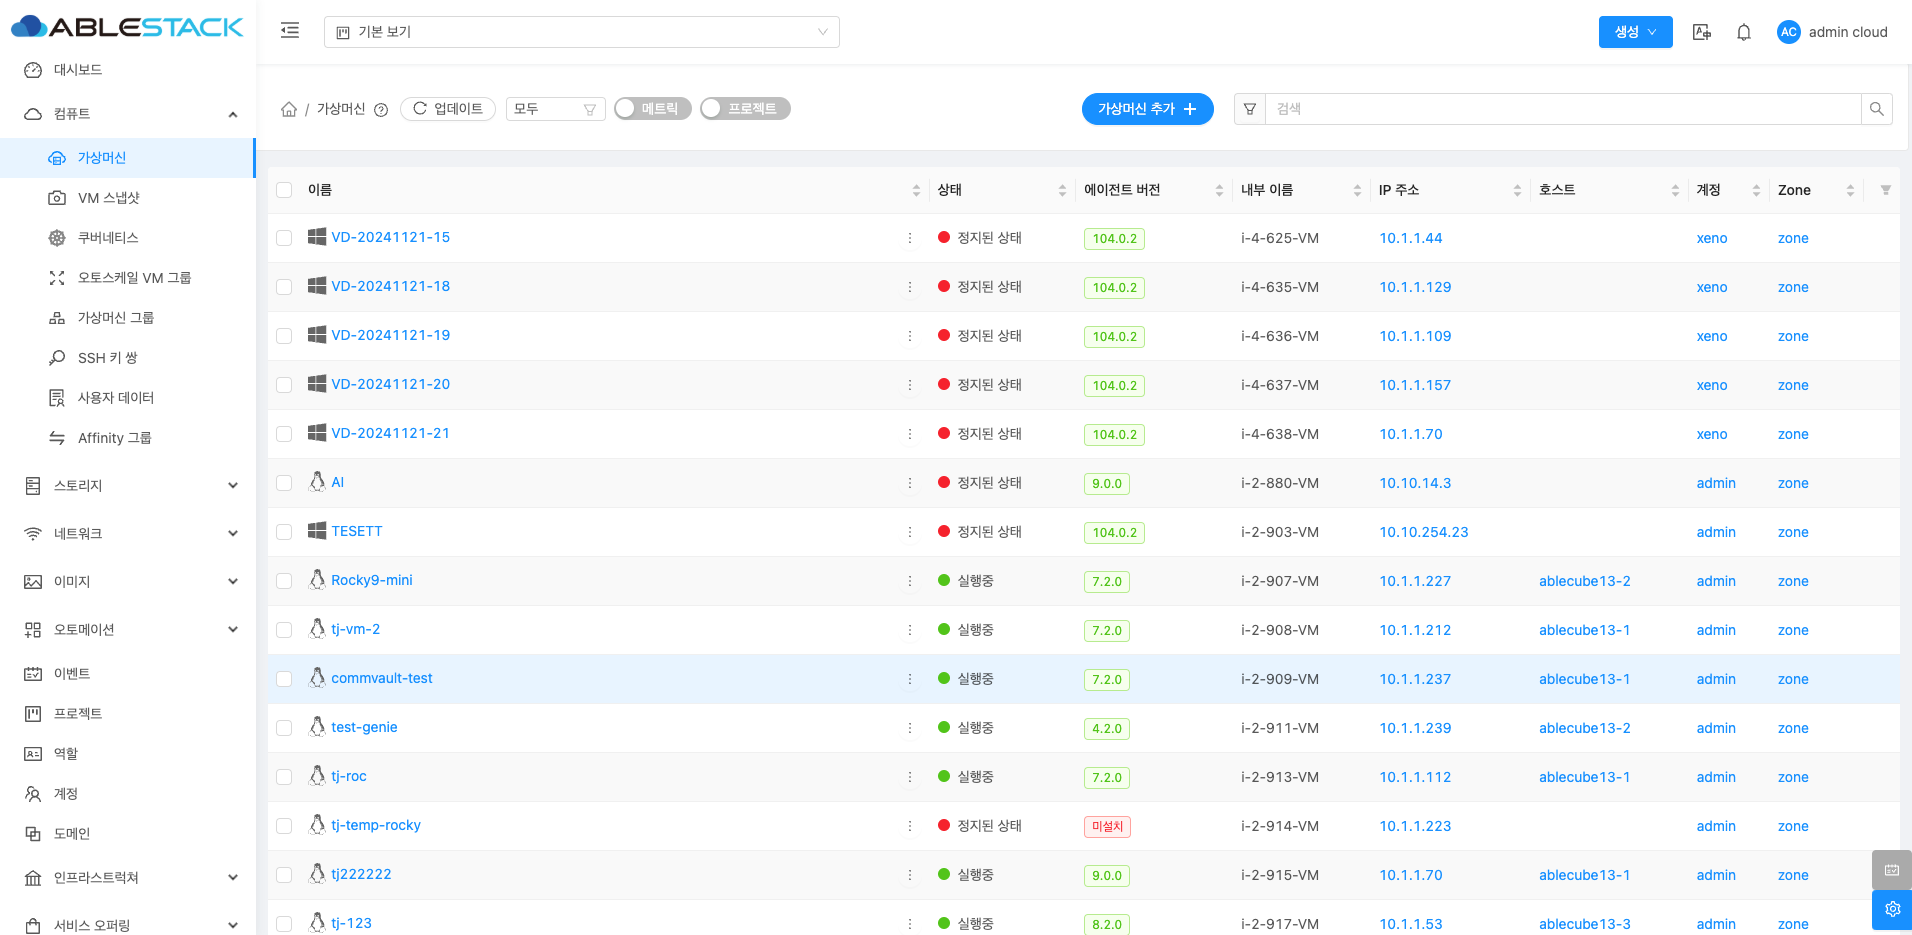 ABLESTACK
기본 보기
생성
AC admin cloud
대시보드
컴퓨트
가상머신
VM 스냅샷
쿠버네티스
오토스케일 VM 그룹
가상머신 그룹
SSH 키 쌍
사용자 데이터
Affinity 그룹
스토리지
네트워크
이미지
오토메이션
이벤트
프로젝트
역할
계정
도메인
인프라스트럭쳐
서비스 오퍼링
/ 가상머신 업데이트 모두 메트릭 프로젝트 가상머신 추가 검색
이름 상태 에이전트 버전 내부 이름 IP 주소 호스트 계정 Zone
VD-20241121-15 정지된 상태 104.0.2 i-4-625-VM 10.1.1.44 xeno zone
VD-20241121-18 정지된 상태 104.0.2 i-4-635-VM 10.1.1.129 xeno zone
VD-20241121-19 정지된 상태 104.0.2 i-4-636-VM 10.1.1.109 xeno zone
VD-20241121-20 정지된 상태 104.0.2 i-4-637-VM 10.1.1.157 xeno zone
VD-20241121-21 정지된 상태 104.0.2 i-4-638-VM 10.1.1.70 xeno zone
AI 정지된 상태 9.0.0 i-2-880-VM 10.10.14.3 admin zone
TESETT 정지된 상태 104.0.2 i-2-903-VM 10.10.254.23 admin zone
Rocky9-mini 실행중 7.2.0 i-2-907-VM 10.1.1.227 ablecube13-2 admin zone
tj-vm-2 실행중 7.2.0 i-2-908-VM 10.1.1.212 ablecube13-1 admin zone
commvault-test 실행중 7.2.0 i-2-909-VM 10.1.1.237 ablecube13-1 admin zone
test-genie 실행중 4.2.0 i-2-911-VM 10.1.1.239 ablecube13-2 admin zone
tj-roc 실행중 7.2.0 i-2-913-VM 10.1.1.112 ablecube13-1 admin zone
tj-temp-rocky 정지된 상태 미설치 i-2-914-VM 10.1.1.223 admin zone
tj222222 실행중 9.0.0 i-2-915-VM 10.1.1.70 ablecube13-1 admin zone
tj-123 실행중 8.2.0 i-2-917-VM 10.1.1.53 ablecube13-3 admin zone